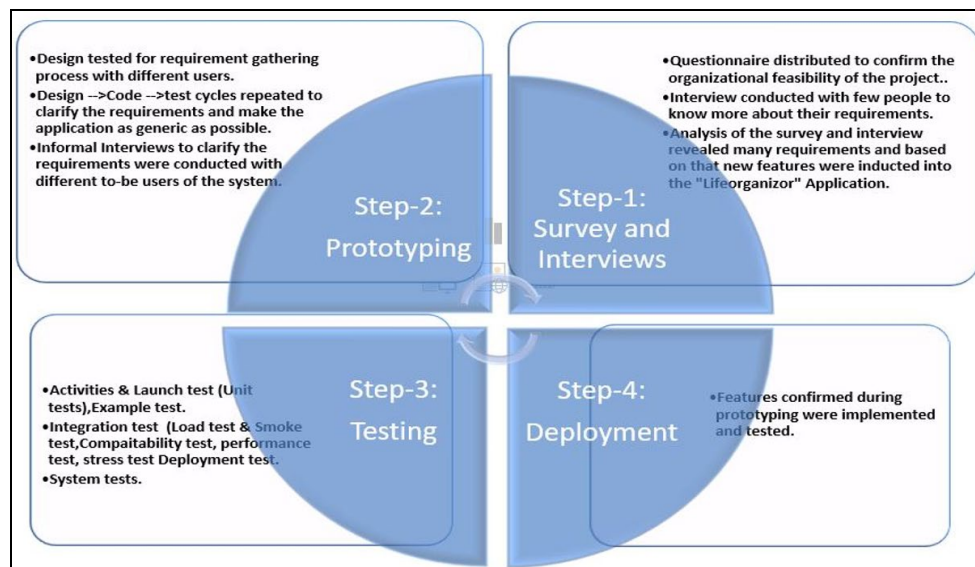 •Design tested for requirement gathering
process with different users.
•Design -->Code -->test cycles repeated to
clarify the requirements and make the
application as generic as possible.
•Informal Interviews to clarify the
requirements were conducted with
different to-be users of the system.
Step-2:
Prototyping
•Questionnaire distributed to confirm the
organizational feasibility of the project..
•Interview conducted with few people to
know more about their requirements.
•Analysis of the survey and interview
revealed many requirements and based
on that new features were inducted into
the "Lifeorganizor" Application.
Step-1:
Survey and
Interviews
•Activities & Launch test (Unit
tests),Example test.
•Integration test (Load test & Smoke
test,Compaitability test, performance
test, stress test Deployment test.
•System tests.
Step-3:
Testing
Step-4:
Deployment
•Features confirmed during
prototyping were implemented
and tested.